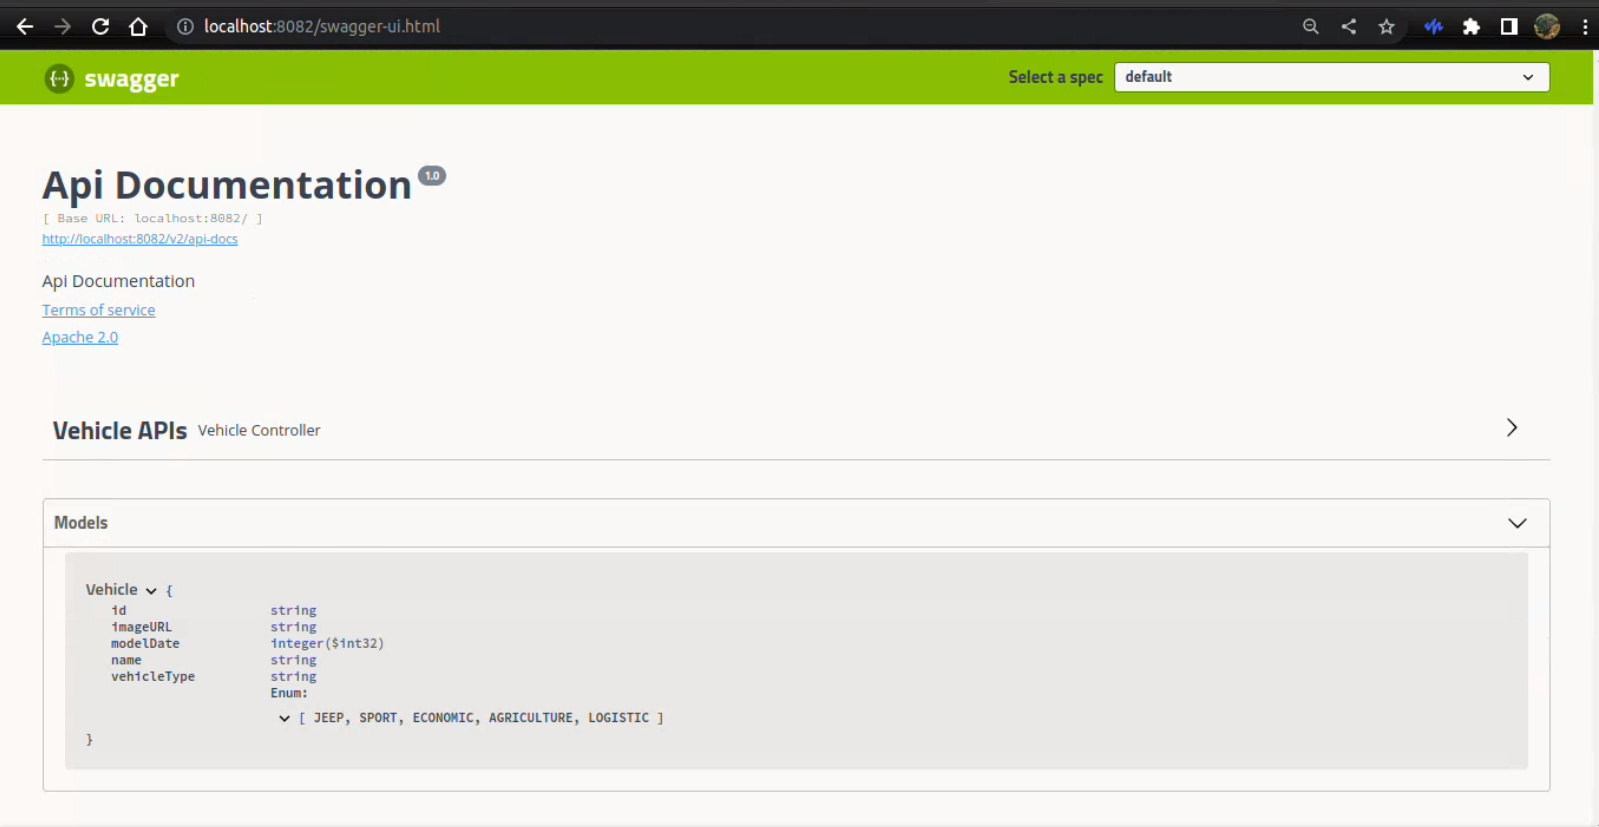 localhost:8082/swagger-ui.html
{··} swagger
Select a spec default
Api Documentation 1.0
[ Base URL: localhost:8082/ ]
http://localhost:8082/v2/api-docs
Api Documentation
Terms of service
Apache 2.0
Vehicle APIs Vehicle Controller
Models
Vehicle {
id string
imageURL string
modelDate integer($int32)
name string
vehicleType string
Enum:
[ JEEP, SPORT, ECONOMIC, AGRICULTURE, LOGISTIC ]
}